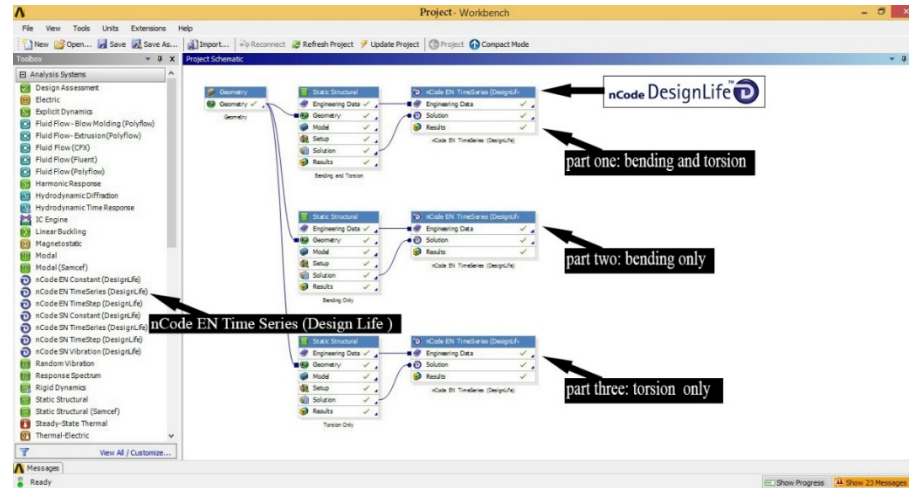 Project - Workbench
File View Tools Units Extensions Help
New Open... Save Save As... Import... Reconnect Refresh Project Update Project Project Compact Mode
Toolbox
Project Schematic
Analysis Systems
Design Assessment
Electric
Explicit Dynamics
Fluid Flow - Blow Molding (Polyflow)
Fluid Flow - Extrusion (Polyflow)
Fluid Flow (CFX)
Fluid Flow (Fluent)
Fluid Flow (Polyflow)
Harmonic Response
Hydrodynamic Diffraction
Hydrodynamic Time Response
IC Engine
Linear Buckling
Magnetostatic
Modal
Modal (Samcef)
nCode EN Constant (DesignLife)
nCode EN TimeSeries (DesignLife)
nCode EN TimeStep (DesignLife)
nCode SN Constant (DesignLife)
nCode SN TimeSeries (DesignLife)
nCode SN TimeStep (DesignLife)
nCode SN Vibration (DesignLife)
Random Vibration
Response Spectrum
Rigid Dynamics
Static Structural
Static Structural (Samcef)
Steady-State Thermal
Thermal-Electric
View All / Customize...
Geometry
Geometry
Geometry
Static Structural
Engineering Data
Geometry
Model
Setup
Solution
Results
Bending and Torsion
nCode EN TimeSeries (DesignLif
Engineering Data
Solution
Results
nCode EN TimeSeries (DesignLife)
nCode DesignLife
part one: bending and torsion
Static Structural
Engineering Data
Geometry
Model
Setup
Solution
Results
Bending Only
nCode EN TimeSeries (DesignLif
Engineering Data
Solution
Results
nCode EN TimeSeries (DesignLife)
part two: bending only
nCode EN Time Series (Design Life )
Static Structural
Engineering Data
Geometry
Model
Setup
Solution
Results
Torsion Only
nCode EN TimeSeries (DesignLif
Engineering Data
Solution
Results
nCode EN TimeSeries (DesignLife)
part three: torsion only
Messages
Ready
Show Progress
Show 23 Messages